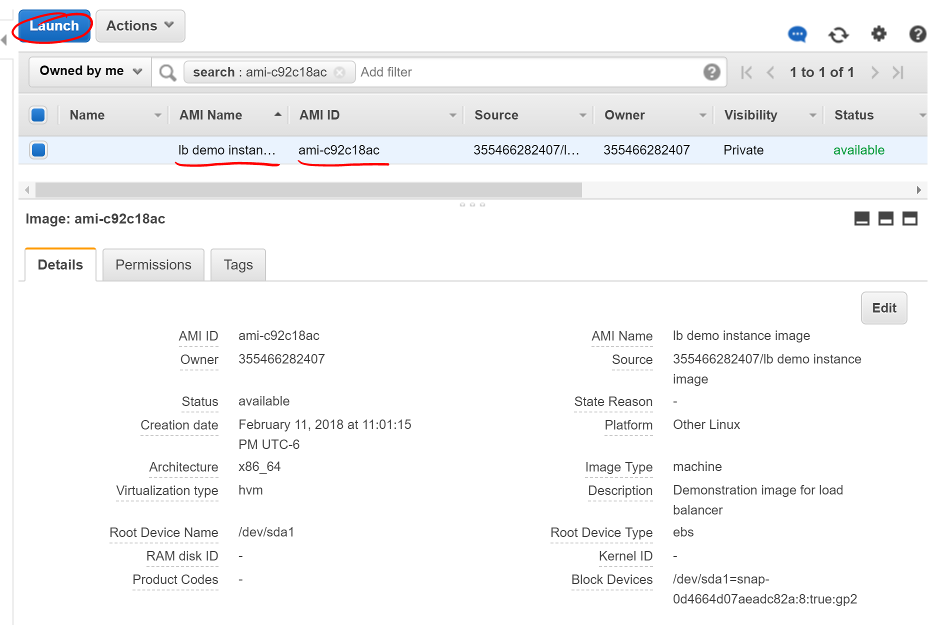 Launch Actions
Owned by me search : ami-c92c18ac Add filter 1 to 1 of 1
Name AMI Name AMI ID Source Owner Visibility Status
lb demo instan... ami-c92c18ac 355466282407/l... 355466282407 Private available
Image: ami-c92c18ac
Details Permissions Tags
Edit
AMI ID ami-c92c18ac AMI Name lb demo instance image
Owner 355466282407 Source 355466282407/lb demo instance
image
Status available State Reason -
Creation date February 11, 2018 at 11:01:15 Platform Other Linux
PM UTC-6
Architecture x86_64 Image Type machine
Virtualization type hvm Description Demonstration image for load
balancer
Root Device Name /dev/sda1 Root Device Type ebs
RAM disk ID - Kernel ID -
Product Codes - Block Devices /dev/sda1=snap-
0d4664d07aeadc82a:8:true:gp2